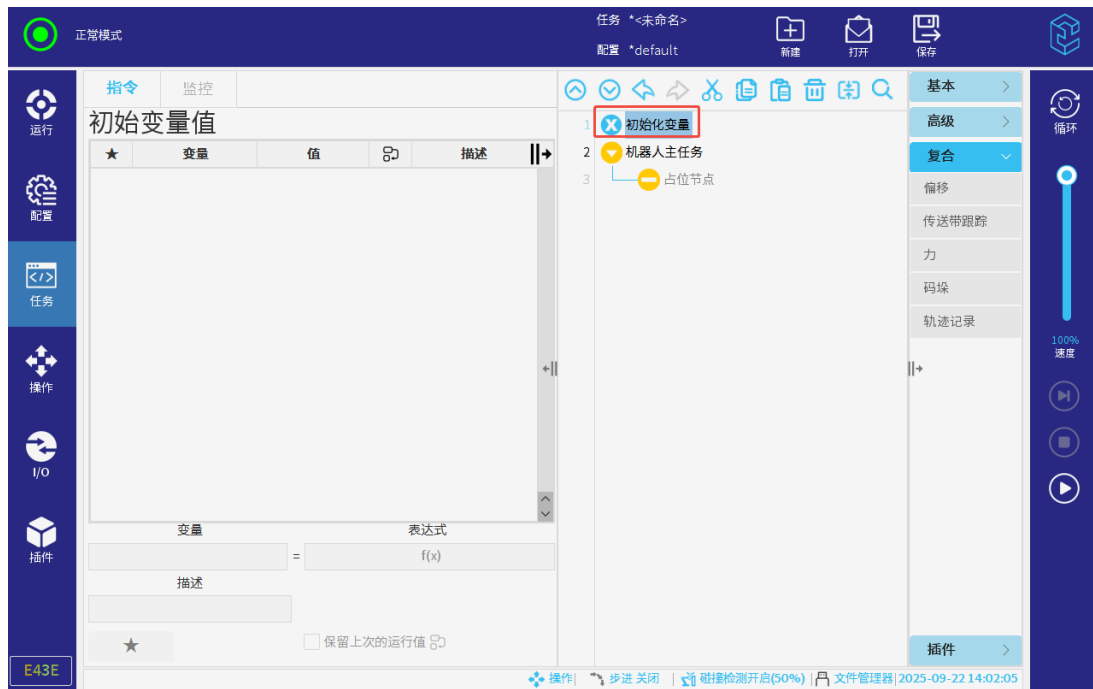 正常模式
任务 *<未命名>
配置 *default
新建
打开
保存
运行
配置
任务
操作
I/O
插件
E43E
指令 监控
初始变量值
★ 变量 值 描述
变量 表达式
= f(x)
描述
★ 保留上次的运行值
1 初始化变量
2 机器人主任务
3 占位节点
基本
高级
复合
偏移
传送带跟踪
力
码垛
轨迹记录
插件
循环
100%
速度
操作| 步进 关闭 | 碰撞检测开启(50%) | 文件管理器|2025-09-22 14:02:05